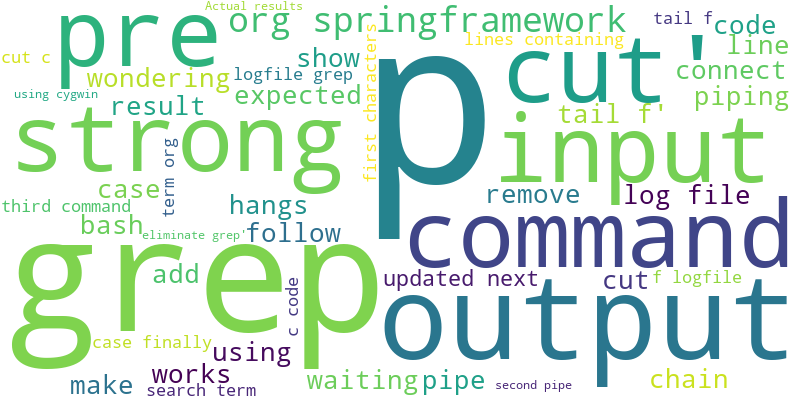 Actual results
pre
org springframework
tail f
code
cut c
wondering
show
lines containing
line
logfile grep
first characters
p
cut'
connect
using cygwin
result
expected
piping
strong
tail f'
input
term org
case
remove
log file
third command
hangs
command
bash
eliminate grep'
follow
grep
add
c code
updated next
cut
f logfile
output
case finally
using
works
make
search term
waiting
pipe
second pipe
chain